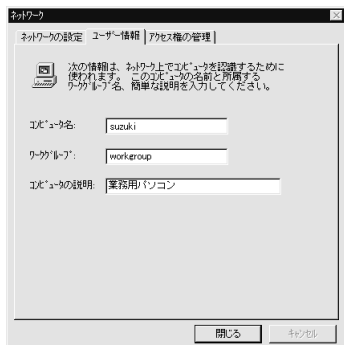 ネットワーク
ネットワークの設定 ユーザー情報 アクセス権の管理
次の情報は、ネットワーク上でコンピュータを認識するために
使われます。 このコンピュータの名前と所属する
ワークグループ名、簡単な説明を入力してください。
コンピュータ名: suzuki
ワークグループ: workgroup
コンピュータの説明: 業務用パソコン
閉じる キャンセル